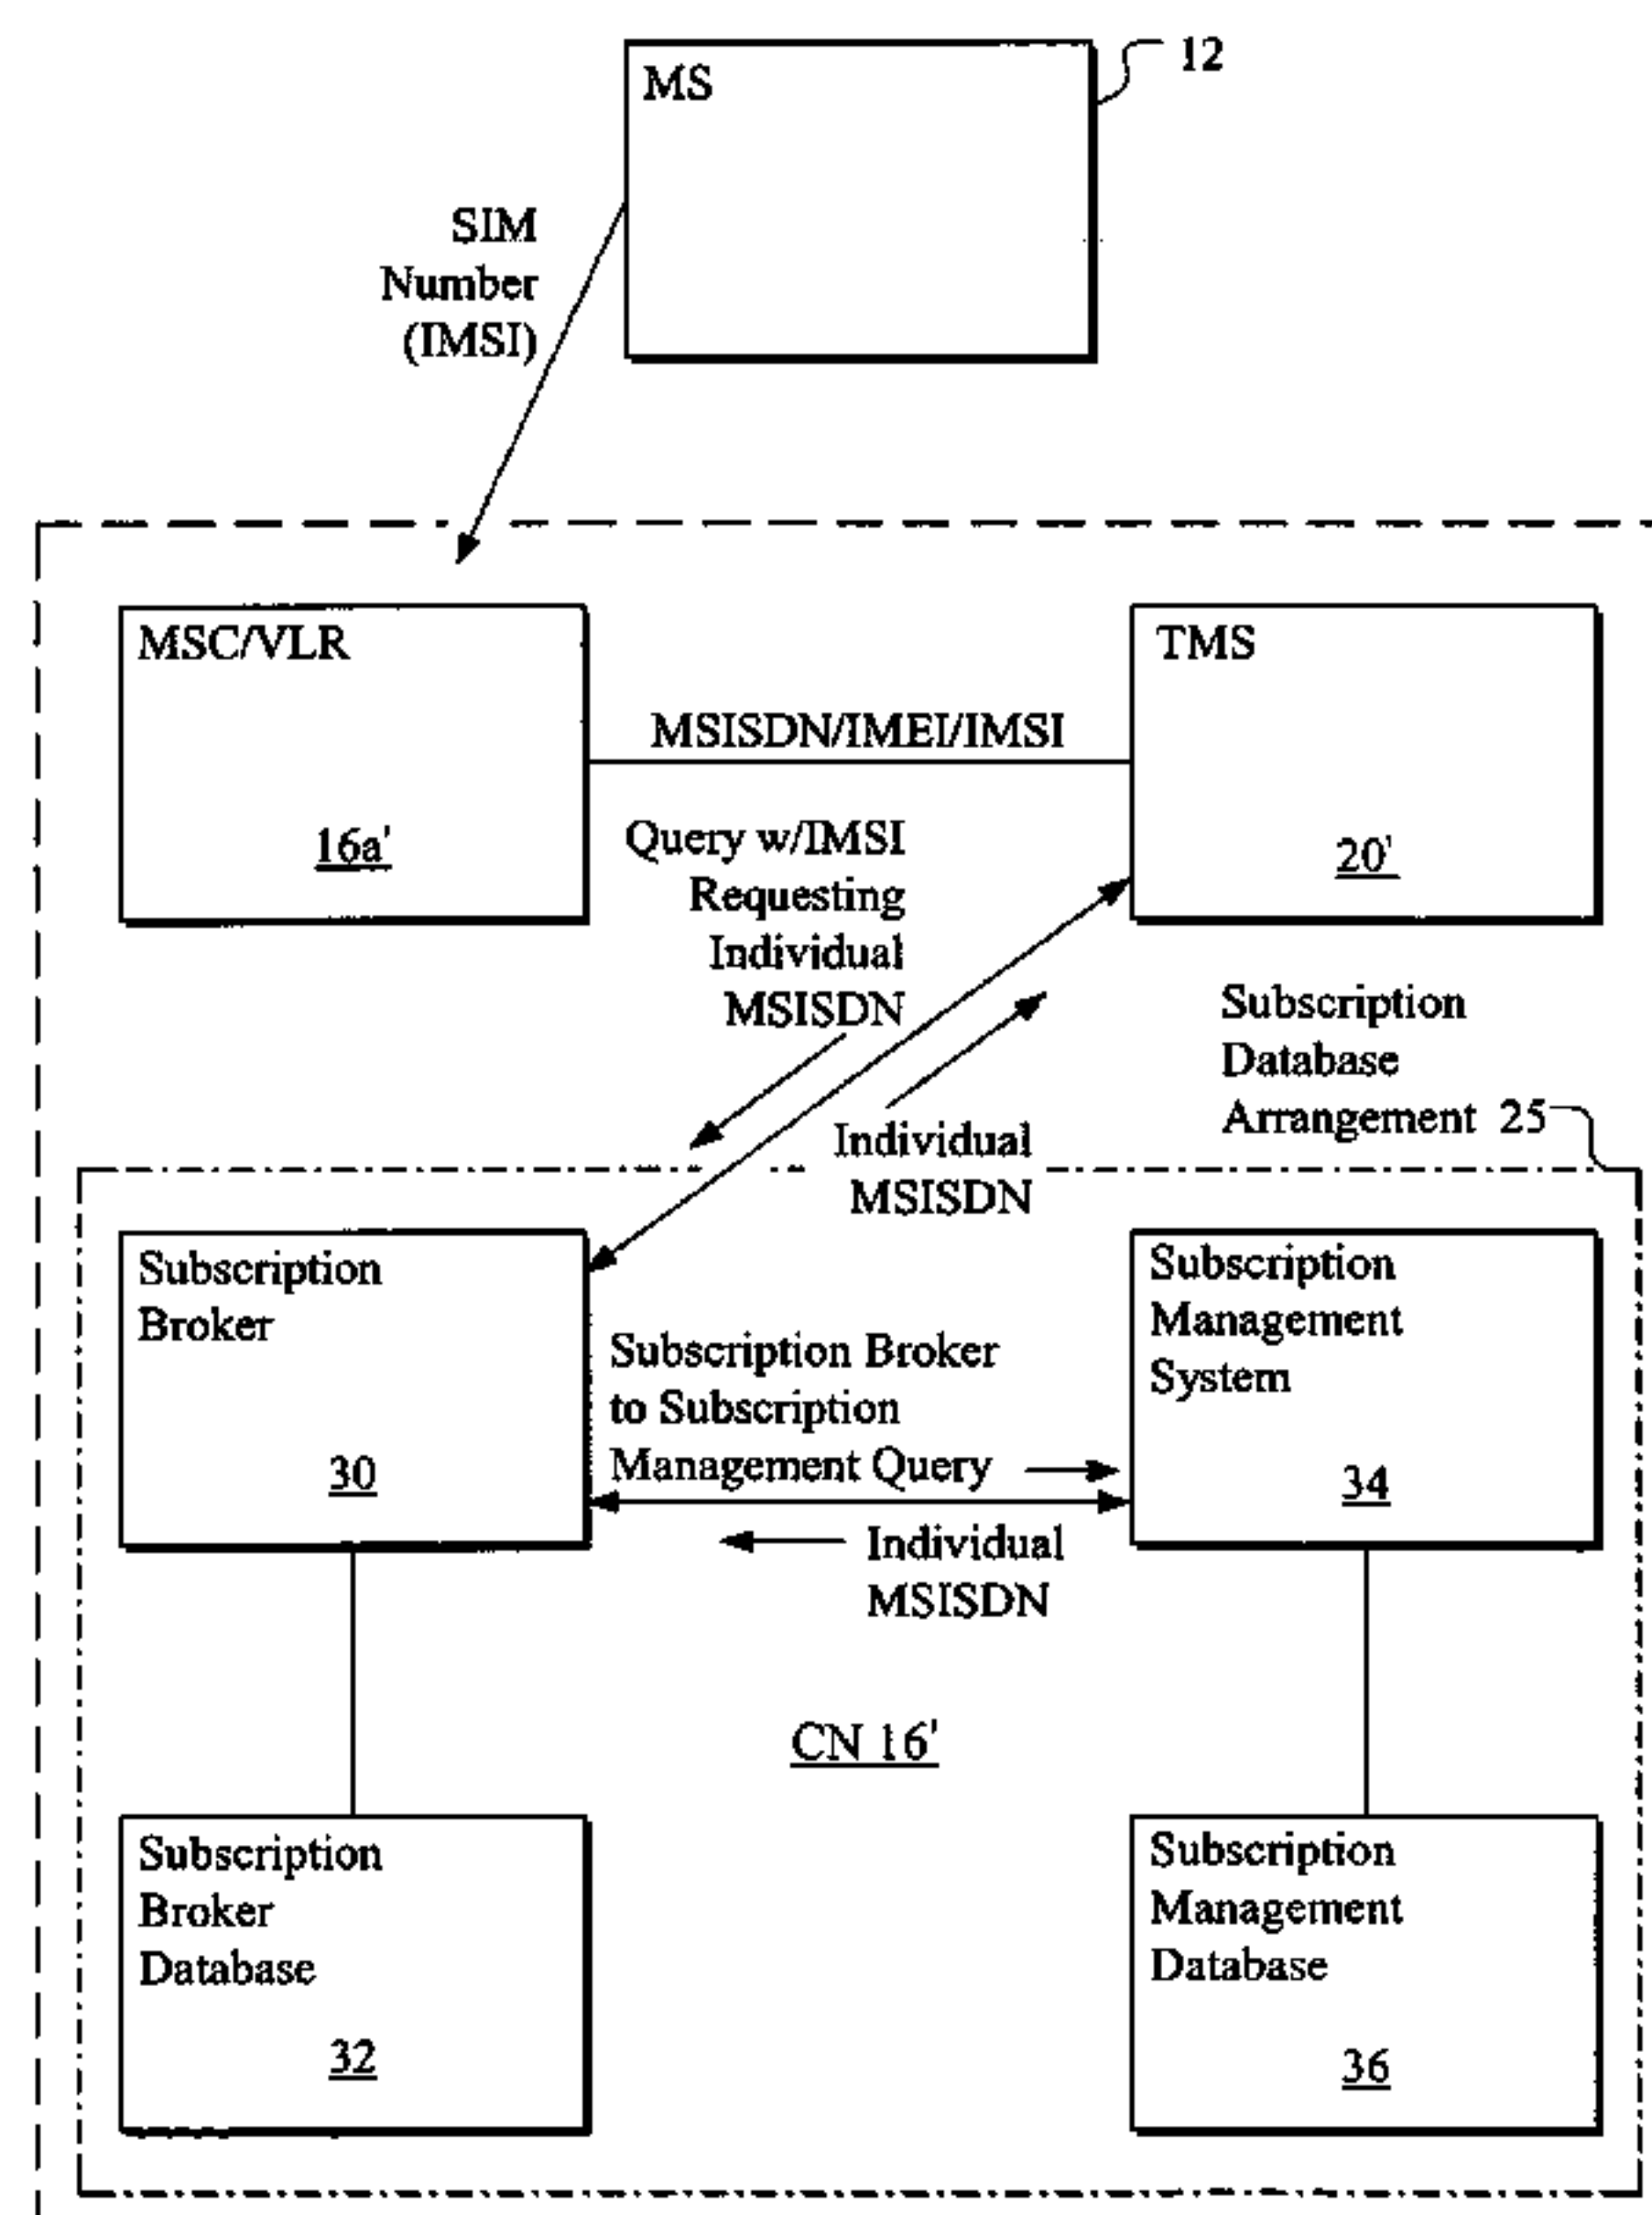 MS
12
SIM
Number
(IMSI)
MSC/VLR
16a'
TMS
20'
MSISDN/IMEI/IMSI
Query w/IMSI
Requesting
Individual
MSISDN
Individual
MSISDN
Subscription
Database
Arrangement 25
Subscription
Broker
30
Subscription Broker
to Subscription
Management Query
Individual
MSISDN
Subscription
Management
System
34
CN 16'
Subscription
Broker
Database
32
Subscription
Management
Database
36